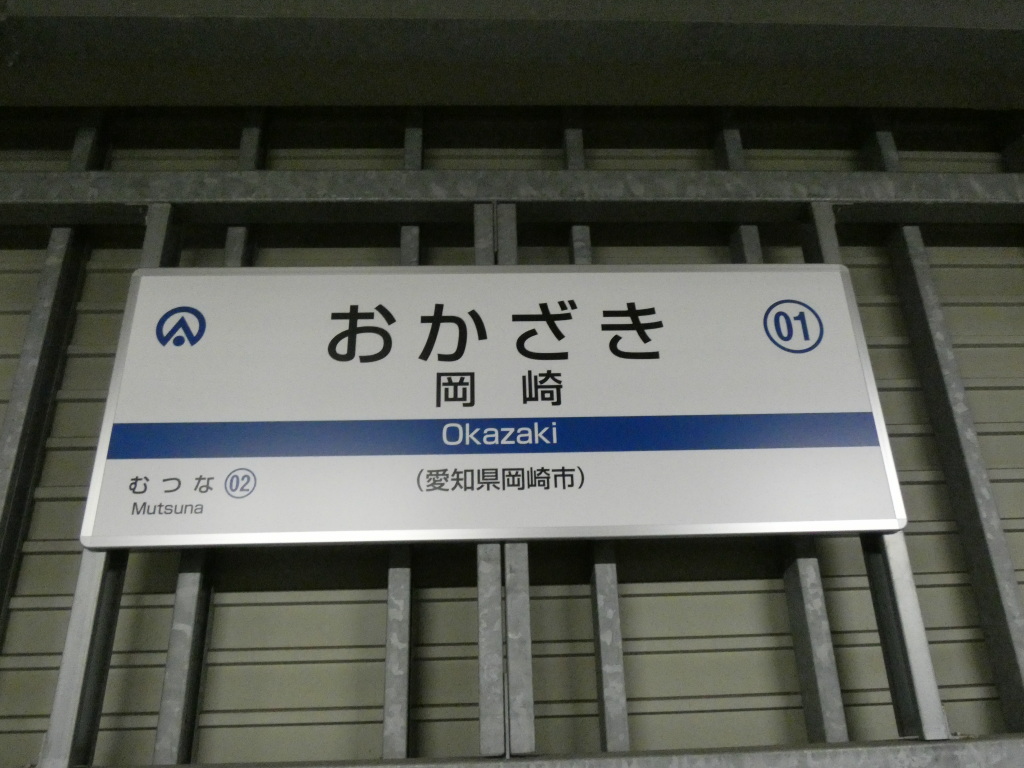 おかざき
01
岡崎
Okazaki
むつな 02
Mutsuna
(愛知県岡崎市)